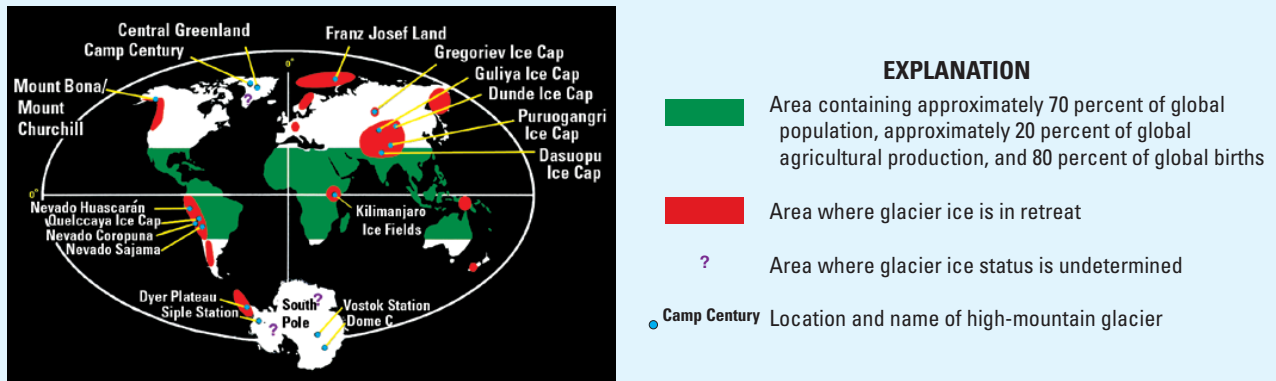 Central Greenland
Camp Century
Franz Josef Land
Gregoriev Ice Cap
Guliya Ice Cap
Dunde Ice Cap
Puruogangri
Ice Cap
Dasuopu
Ice Cap
Mount Bona/
Mount
Churchill
0°
?
0°
Nevado Huascarán
Quelccaya Ice Cap
Nevado Coropuna
Nevado Sajama
Kilimanjaro
Ice Fields
Dyer Plateau
Siple Station
South
Pole
?
?
Vostok Station
Dome C
EXPLANATION
Area containing approximately 70 percent of global
population, approximately 20 percent of global
agricultural production, and 80 percent of global births
Area where glacier ice is in retreat
?
Area where glacier ice status is undetermined
Camp Century
Location and name of high-mountain glacier